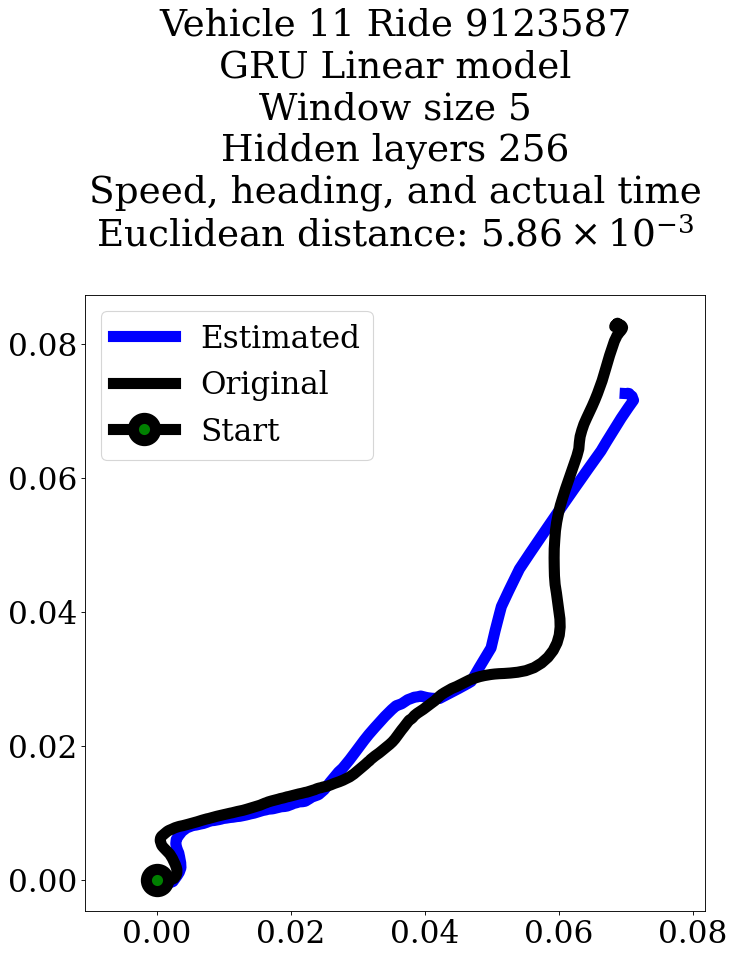 Vehicle 11 Ride 9123587
GRU Linear model
Window size 5
Hidden layers 256
Speed, heading, and actual time
Euclidean distance: 5.86 × 10⁻³
Estimated
Original
Start
0.08
0.06
0.04
0.02
0.00
0.00 0.02 0.04 0.06 0.08